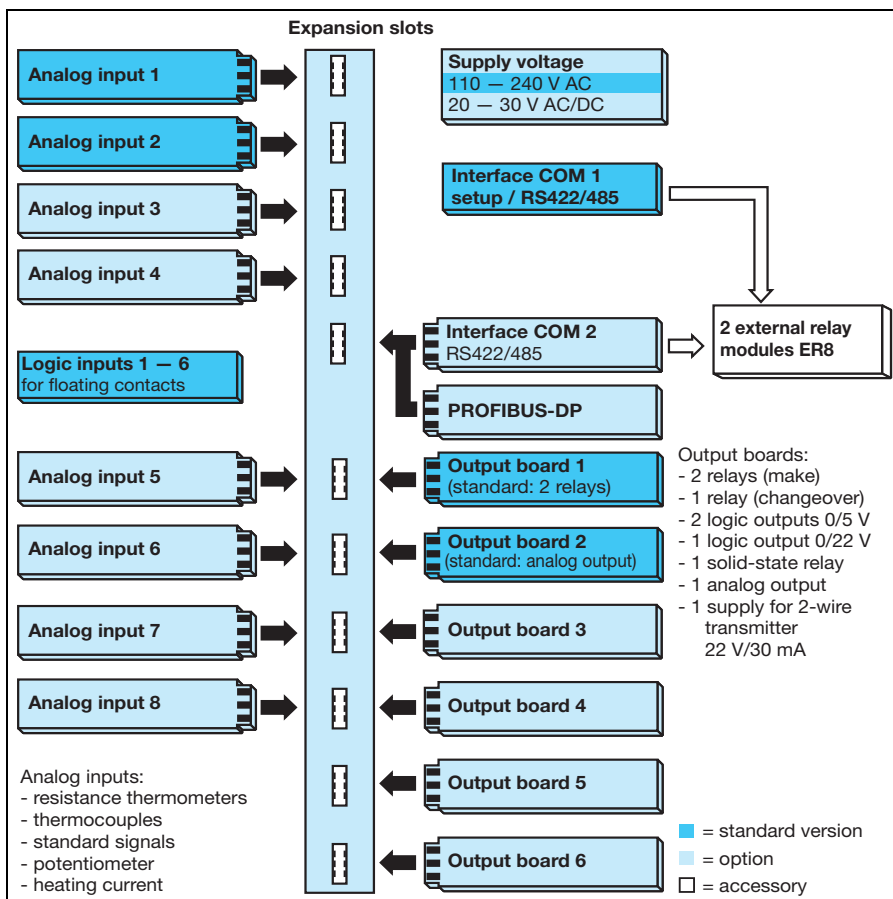 Expansion slots
Analog input 1
Analog input 2
Analog input 3
Analog input 4
Logic inputs 1 — 6
for floating contacts
Analog input 5
Analog input 6
Analog input 7
Analog input 8
Analog inputs:
- resistance thermometers
- thermocouples
- standard signals
- potentiometer
- heating current
Supply voltage
110 — 240 V AC
20 — 30 V AC/DC
Interface COM 1
setup / RS422/485
Interface COM 2
RS422/485
2 external relay
modules ER8
PROFIBUS-DP
Output board 1
(standard: 2 relays)
Output board 2
(standard: analog output)
Output board 3
Output board 4
Output board 5
Output board 6
Output boards:
- 2 relays (make)
- 1 relay (changeover)
- 2 logic outputs 0/5 V
- 1 logic output 0/22 V
- 1 solid-state relay
- 1 analog output
- 1 supply for 2-wire
transmitter
22 V/30 mA
= standard version
= option
= accessory